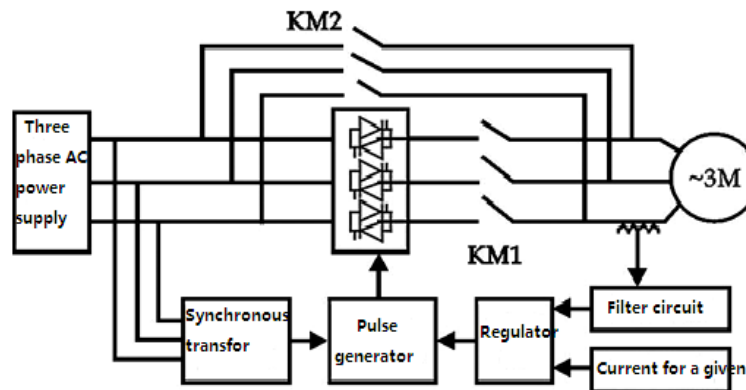 KM2
Three
phase AC
power
supply
~3M
KM1
Synchronous
transfor
Pulse
generator
Regulator
Filter circuit
Current for a given